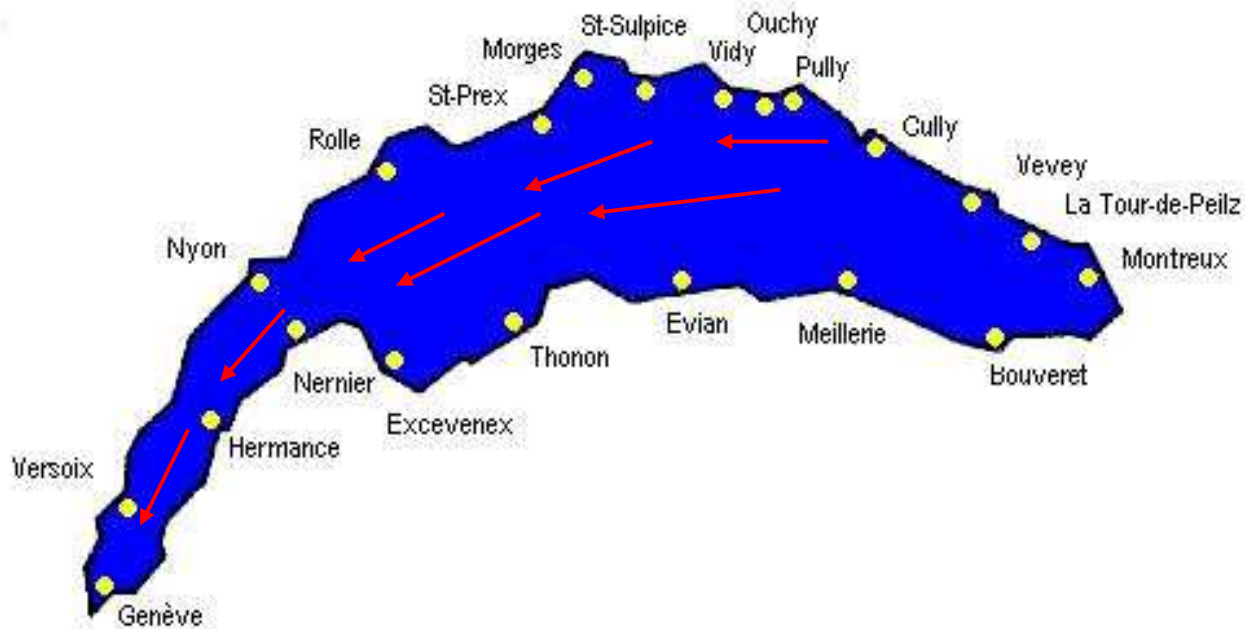 Ouchy
St-Sulpice
Morges
Vidy
Pully
St-Prex
Rolle
Cully
Vevey
La Tour-de-Peilz
Nyon
Montreux
Evian
Meillerie
Thonon
Bouveret
Nernier
Excevenex
Hermance
Versoix
Genève